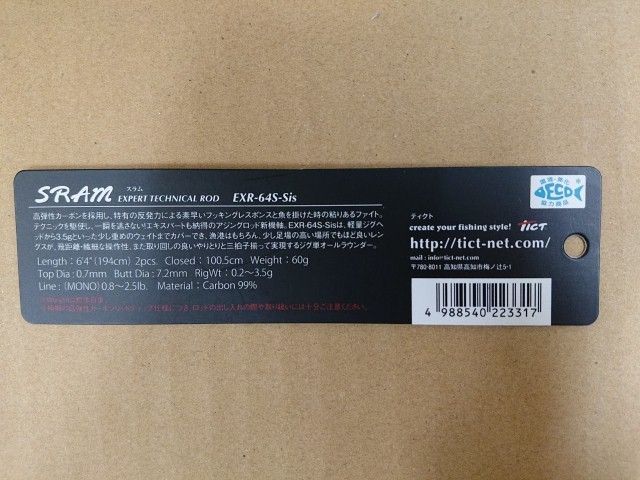 SRAM スラム
EXPERT TECHNICAL ROD EXR-64S-Sis
高弾性カーボンを採用し、特有の反発力による素早いフッキングレスポンスと魚を掛けた時の粘りあるファイト。
テクニックを駆使し、一瞬を逃さない!エキスパートも納得のアジングロッド新機軸。EXR-64S-Sisは、軽量ジグヘ
ッドから3.5gといった少し重めのウェイトまでカバーでき、漁港はもちろん、少し足場の高い場所でもほど良いレン
グスが、飛距離・繊細な操作性、また取り回しの良いやりとりと三拍子揃って実現するジグ単オールラウンダー。
Length : 6'4" (194cm) 2pcs. Closed : 100.5cm Weight : 60g
Top Dia : 0.7mm Butt Dia : 7.2mm RigWt : 0.2〜3.5g
Line : (MONO) 0.8〜2.5lb. Material : Carbon 99%
環境・美化
DECO
協力商品
ティクト
create your fishing style! TICT
http://tict-net.com/
mail : info@tict-net.com
〒780-8011 高知県高知市梅ノ辻5-1
4 988540 223317